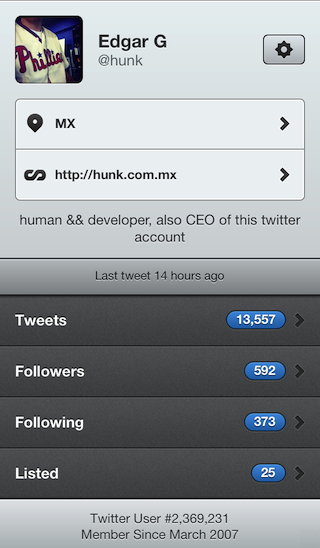 Phillies
Edgar G
@hunk
MX
http://hunk.com.mx
human && developer, also CEO of this twitter
account
Last tweet 14 hours ago
Tweets 13,557
Followers 592
Following 373
Listed 25
Twitter User #2,369,231
Member Since March 2007